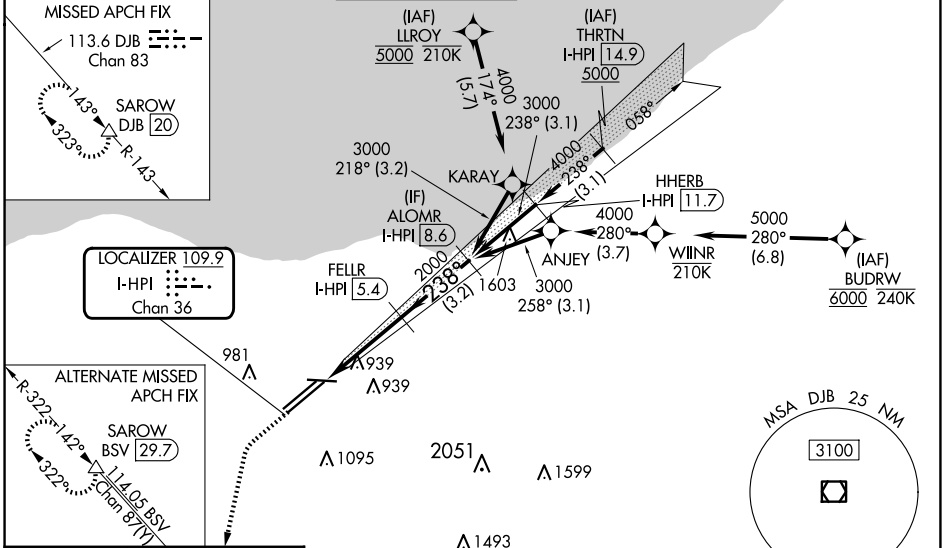 MISSED APCH FIX
113.6 DJB
Chan 83
143°
323°
SAROW
DJB 20
R-143
(IAF)
LLROY
5000 210K
4000
174°
(5.7)
(IAF)
THRTN
I-HPI 14.9
5000
3000
238° (3.1)
058°
4000
238°
(3.1)
3000
218° (3.2)
KARAY
HHERB
I-HPI 11.7
(IF)
ALOMR
I-HPI 8.6
4000
280°
(3.7)
5000
280°
(6.8)
ANJEY
WIINR
210K
(IAF)
BUDRW
6000 240K
LOCALIZER 109.9
I-HPI
Chan 36
FELLR
I-HPI 5.4
2000
238°
(3.2)
1603
3000
258° (3.1)
981
939
939
ALTERNATE MISSED
APCH FIX
R-322
142°
322°
SAROW
BSV 29.7
114.05 BSV
Chan 87(Y)
1095
2051
1599
1493
MSA DJB 25 NM
3100